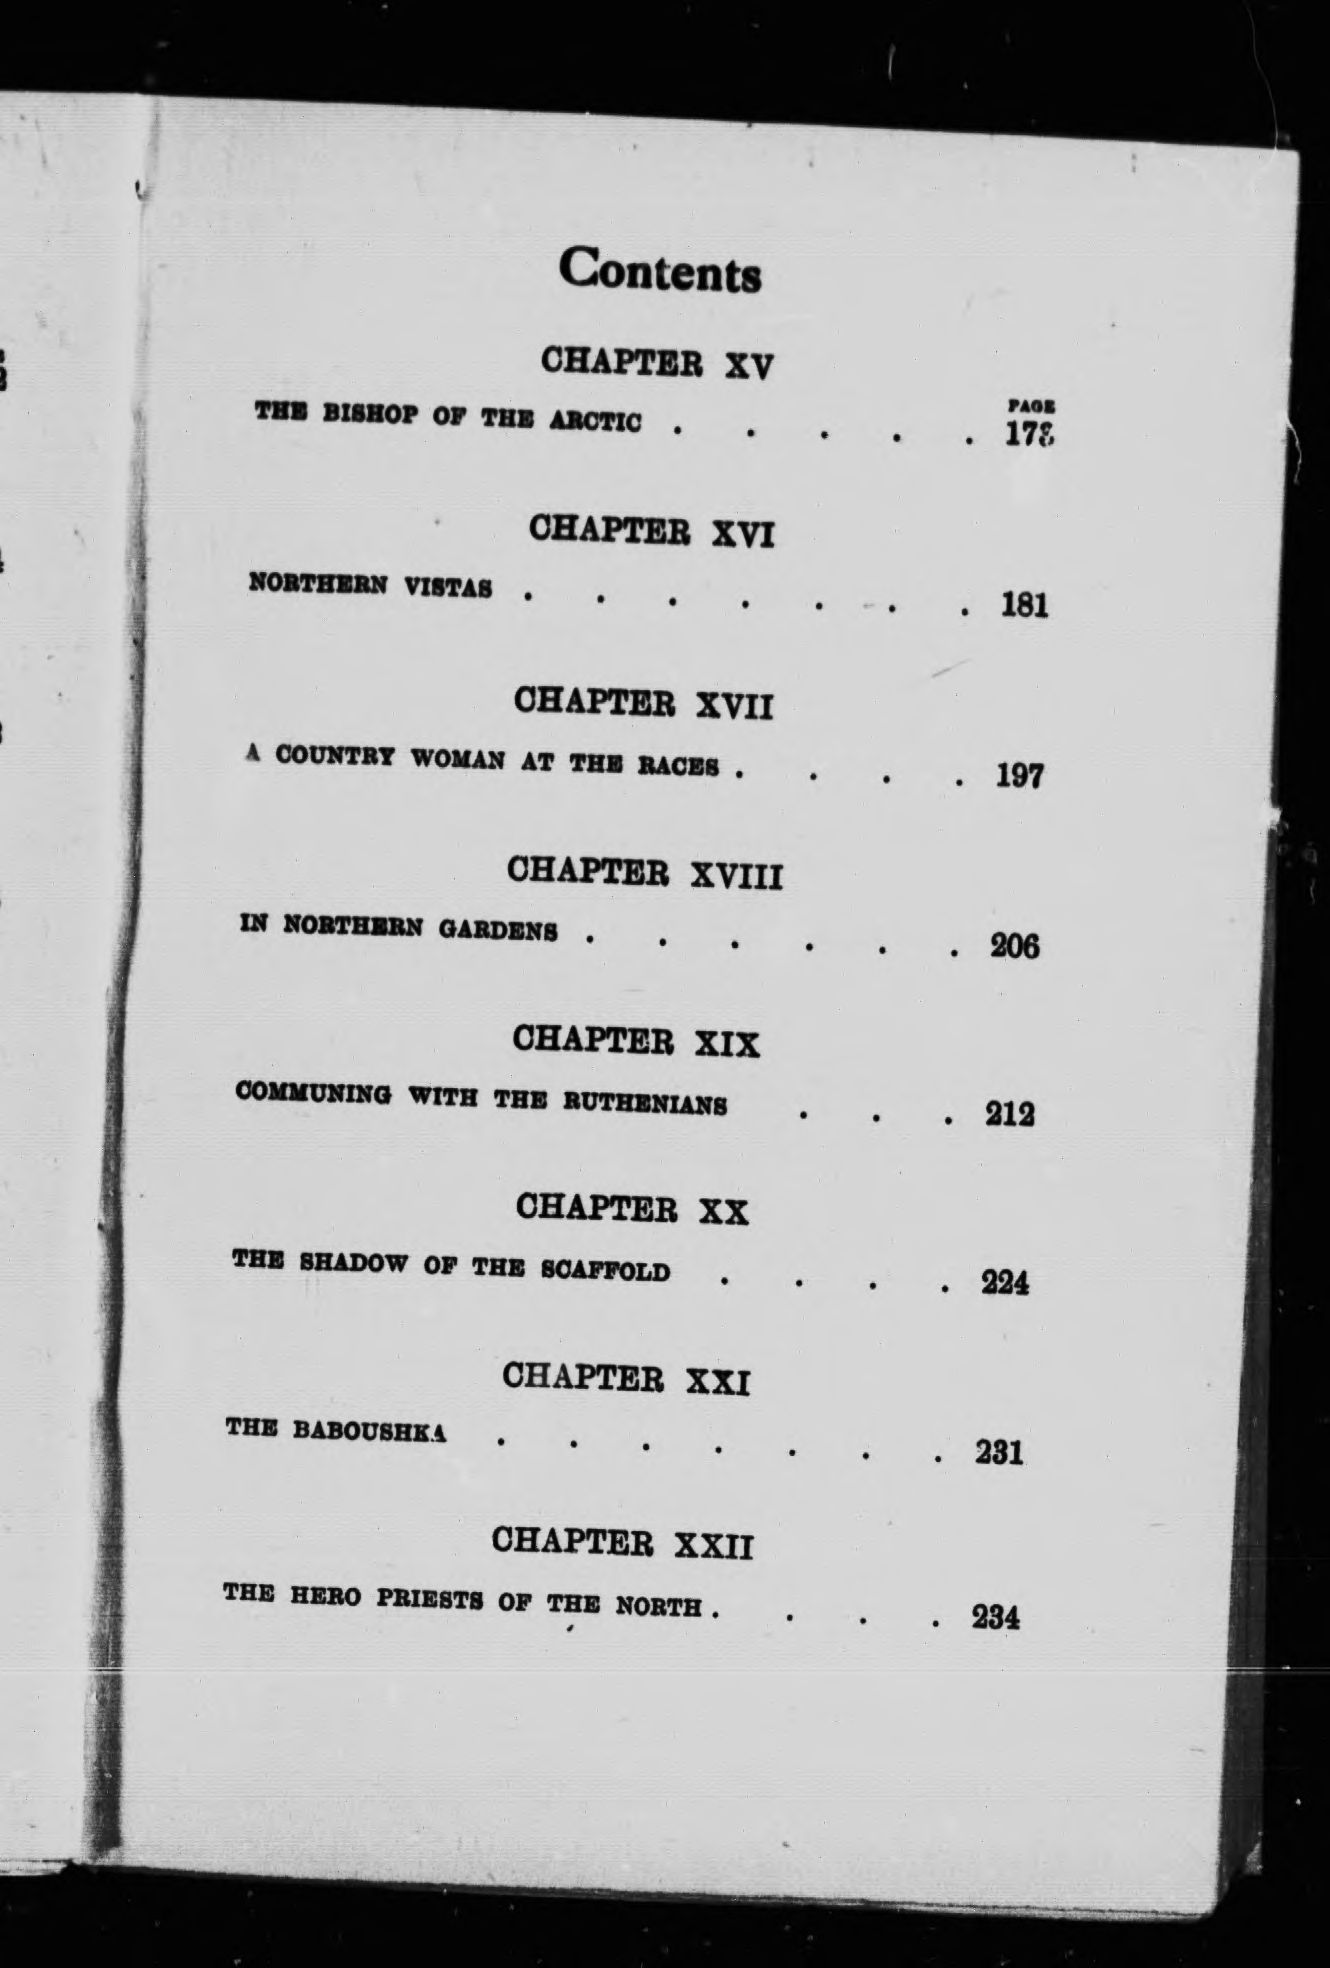 Contents
CHAPTER XV
PAGE
THE BISHOP OF THE ARCTIC . . . . .
CHAPTER XVI
NORTHERN VISTAS . . . . . . . 181
CHAPTER XVII
A COUNTRY WOMAN AT THE RACES . . . . 197
CHAPTER XVIII
IN NORTHERN GARDENS . . . . . . 206
CHAPTER XIX
COMMUNING WITH THE RUTHENIANS . . . 212
CHAPTER XX
THE SHADOW OF THE SCAFFOLD . . . . 224
CHAPTER XXI
THE BABOUSHKA . . . . . . . 231
CHAPTER XXII
THE HERO PRIESTS OF THE NORTH . . . . 234